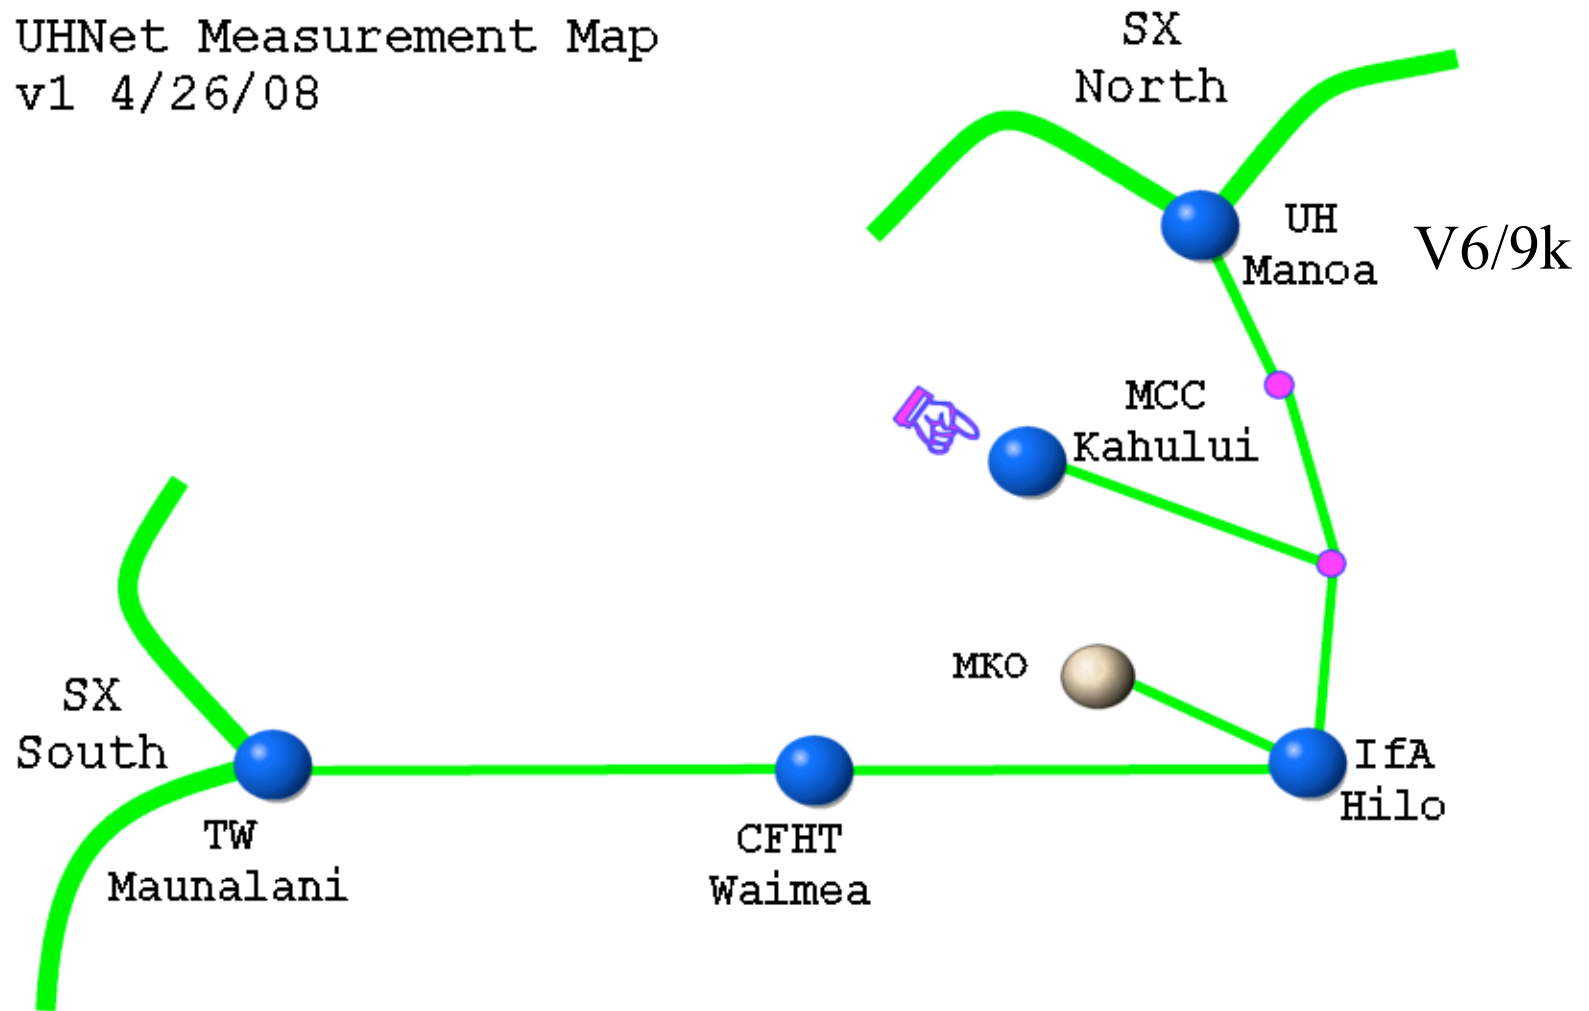 UHNet Measurement Map
v1 4/26/08
SX
North
UH
Manoa
V6/9k
MCC
Kahului
MKO
SX
South
IfA
Hilo
TW
Maunalani
CFHT
Waimea